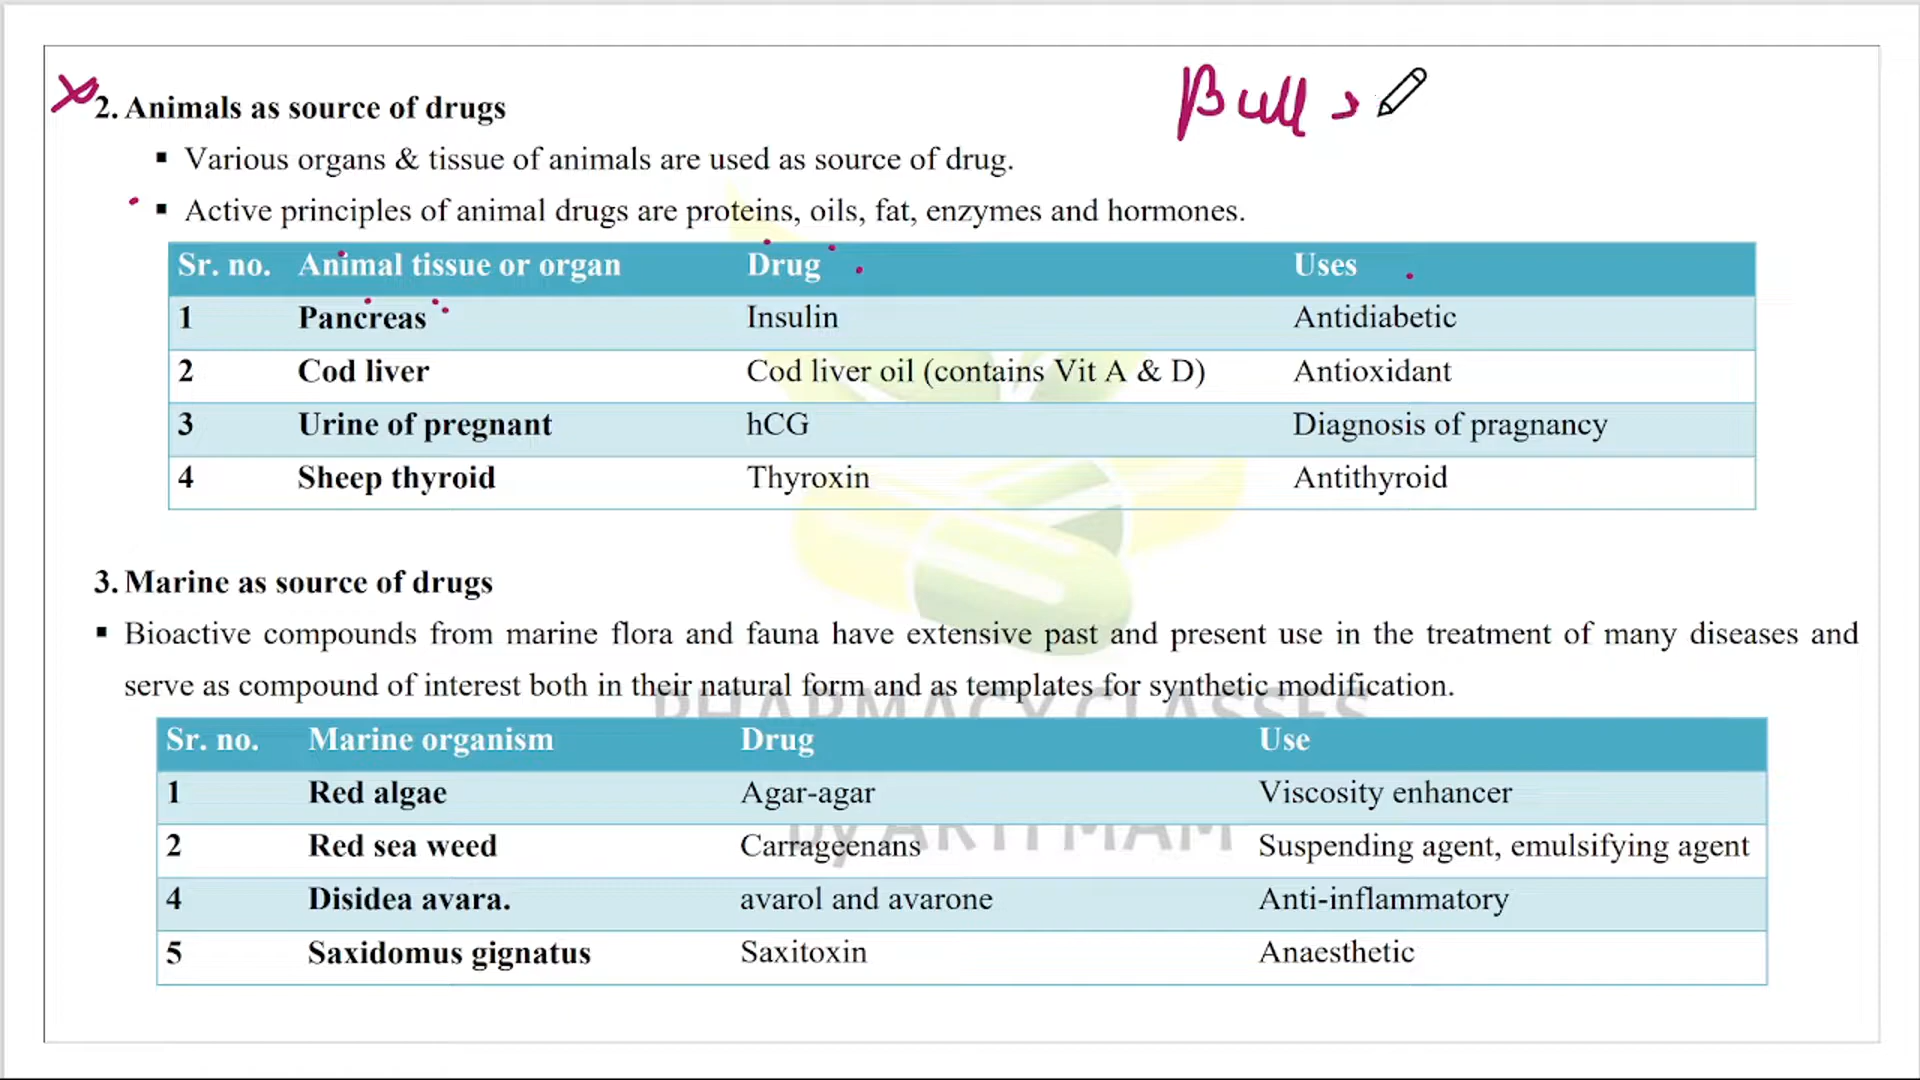 Bull
2. Animals as source of drugs
▪ Various organs & tissue of animals are used as source of drug.
▪ Active principles of animal drugs are proteins, oils, fat, enzymes and hormones.
Sr. no. Animal tissue or organ Drug Uses
1 Pancreas Insulin Antidiabetic
2 Cod liver Cod liver oil (contains Vit A & D) Antioxidant
3 Urine of pregnant hCG Diagnosis of pragnancy
4 Sheep thyroid Thyroxin Antithyroid
3. Marine as source of drugs
▪ Bioactive compounds from marine flora and fauna have extensive past and present use in the treatment of many diseases and
serve as compound of interest both in their natural form and as templates for synthetic modification.
PHARMACY CLASSES
Sr. no. Marine organism Drug Use
1 Red algae Agar-agar Viscosity enhancer
by ARTI MAM
2 Red sea weed Carrageenans Suspending agent, emulsifying agent
4 Disidea avara. avarol and avarone Anti-inflammatory
5 Saxidomus gignatus Saxitoxin Anaesthetic